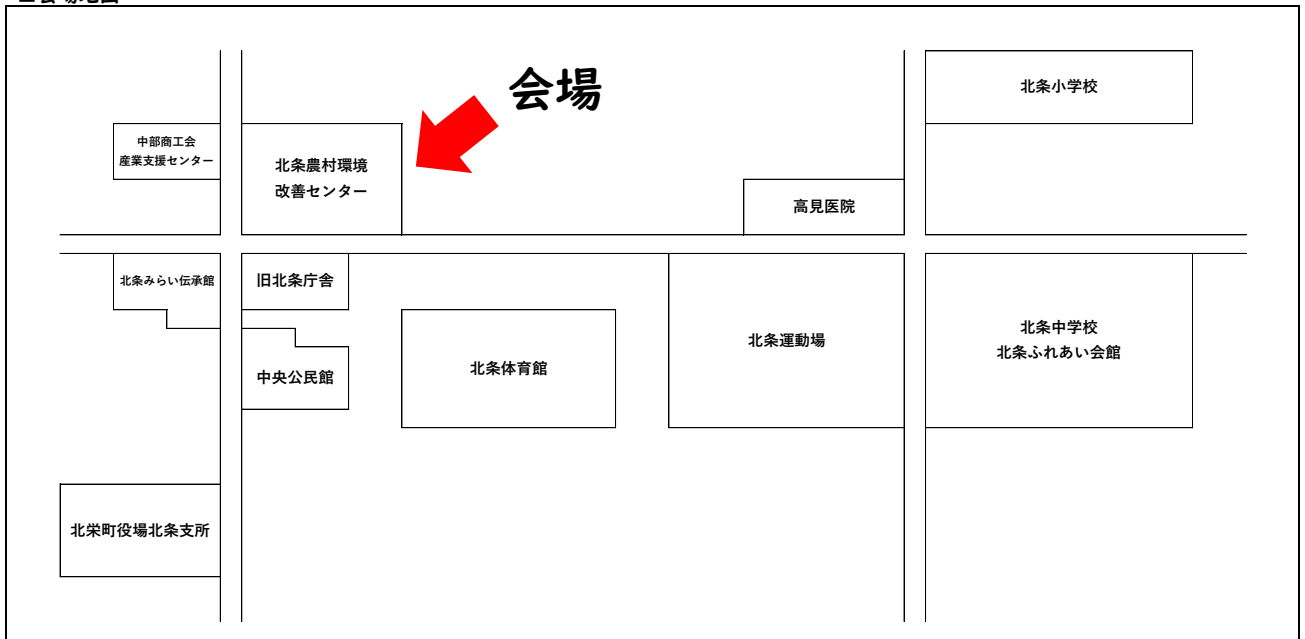 会場
北条小学校
中部商工会
産業支援センター
北条農村環境
改善センター
高見医院
北条みらい伝承館
旧北条庁舎
北条運動場
北条中学校
北条ふれあい会館
中央公民館
北条体育館
北栄町役場北条支所